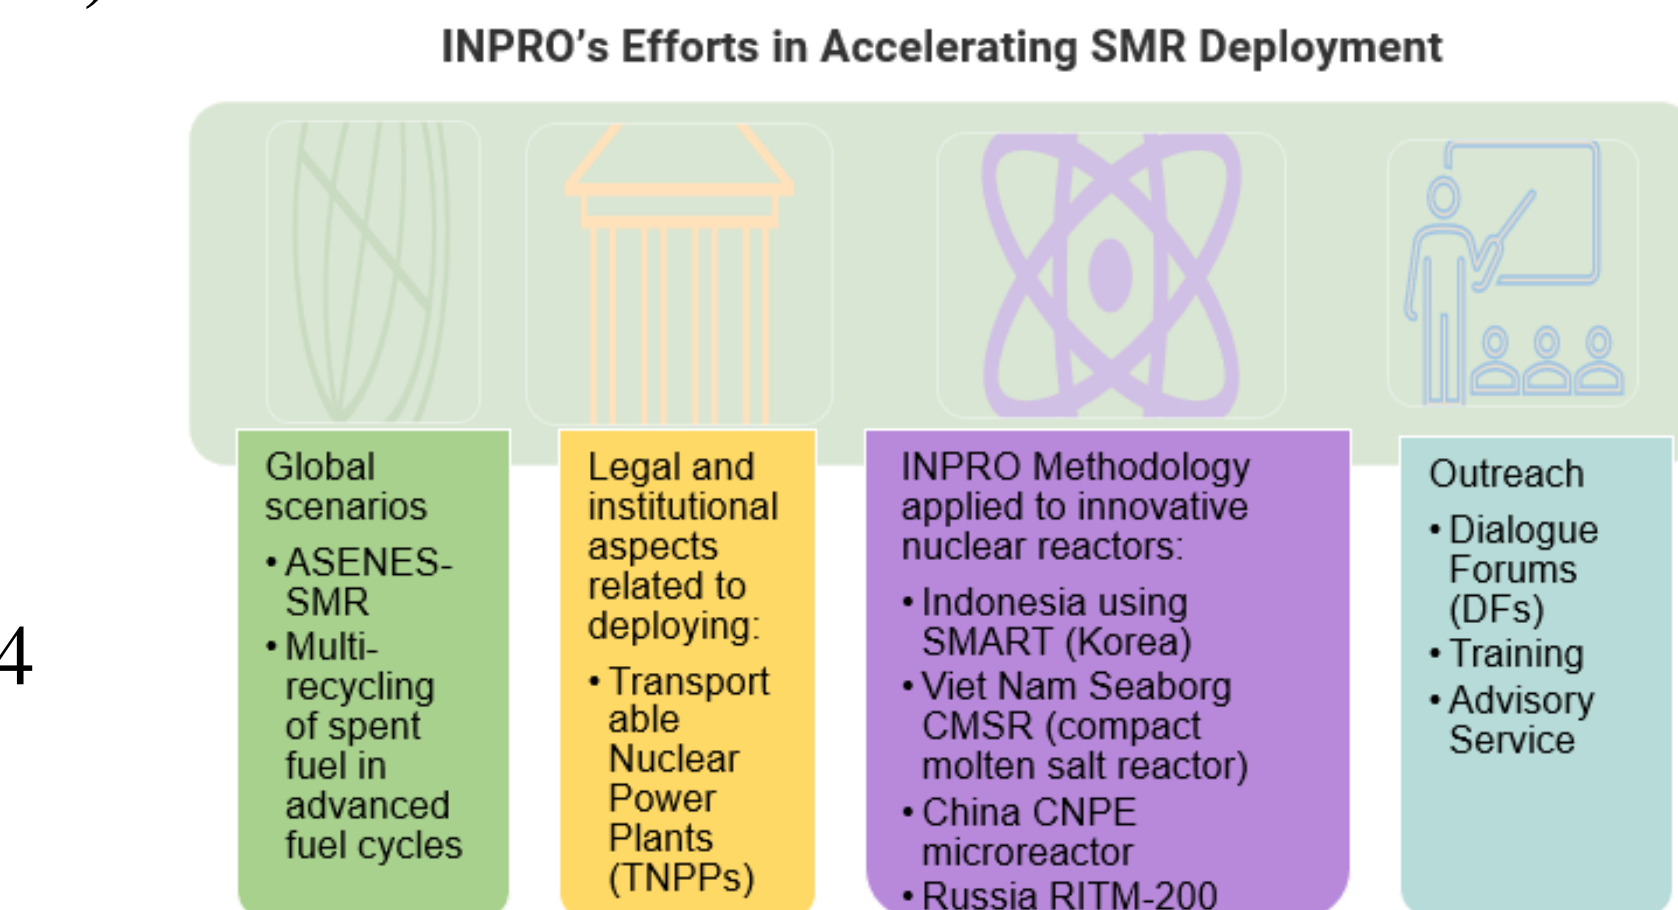 INPRO’s Efforts in Accelerating SMR Deployment
Global
scenarios
• ASENES-
SMR
• Multi-
recycling
of spent
fuel in
advanced
fuel cycles
Legal and
institutional
aspects
related to
deploying:
• Transport
able
Nuclear
Power
Plants
(TNPPs)
INPRO Methodology
applied to innovative
nuclear reactors:
• Indonesia using
SMART (Korea)
• Viet Nam Seaborg
CMSR (compact
molten salt reactor)
• China CNPE
microreactor
• Russia RITM-200
Outreach
• Dialogue
Forums
(DFs)
• Training
• Advisory
Service
4